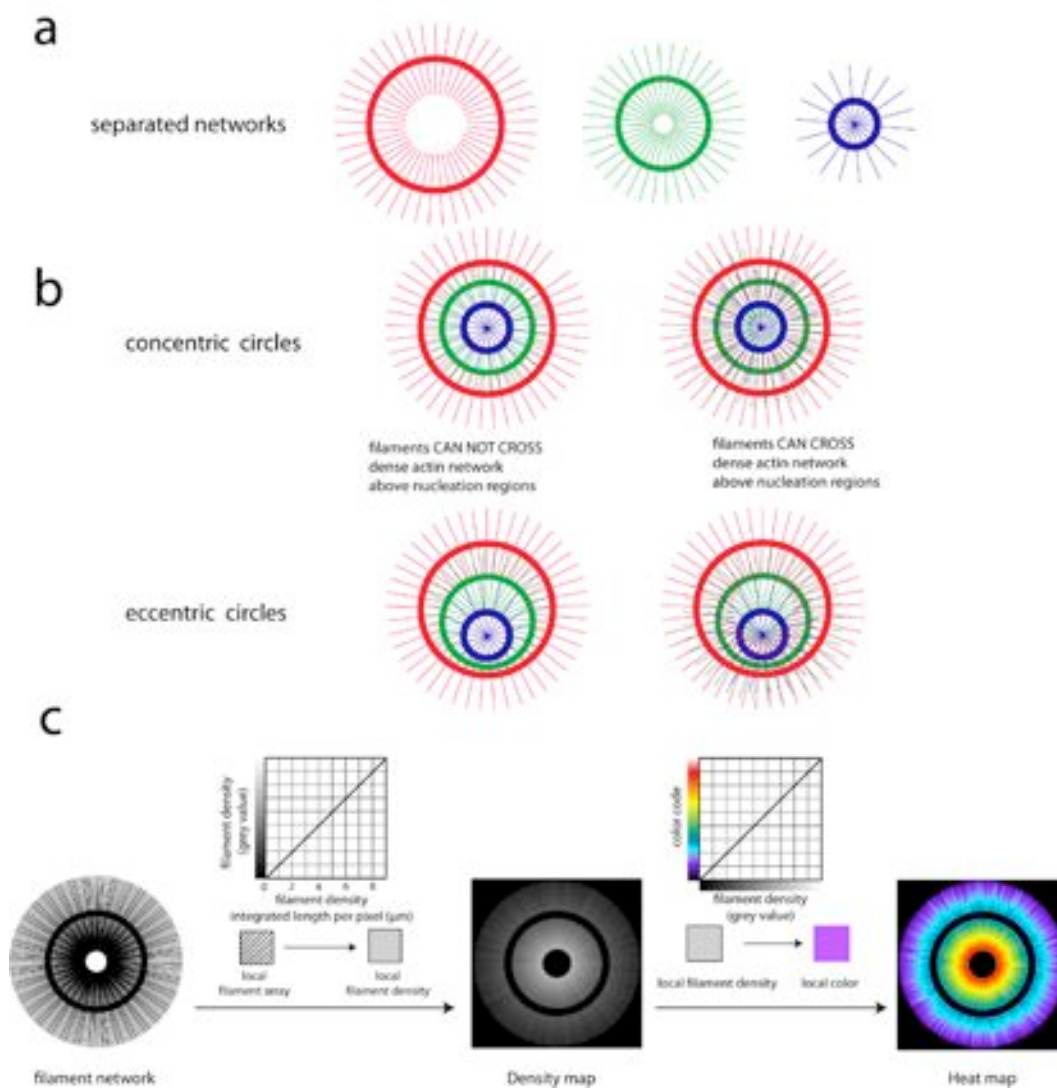 a
separated networks
b
concentric circles
filaments CAN NOT CROSS
dense actin network
above nucleation regions
filaments CAN CROSS
dense actin network
above nucleation regions
eccentric circles
c
filament density
(grey value)
0 2 4 6 8
filament density
integrated length per pixel (μm)
local
filament array
local
filament density
color code
filament density
(grey value)
local filament density
local color
filament network
Density map
Heat map